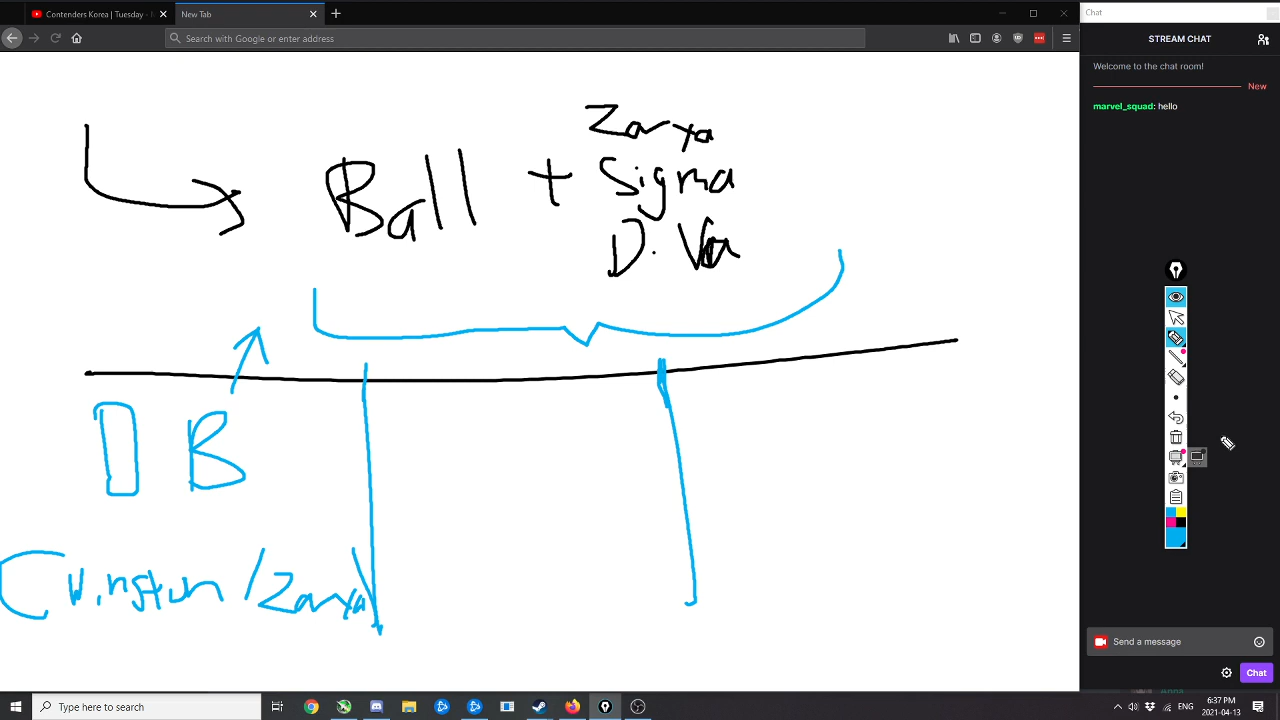 Contenders Korea | Tuesday -
New Tab
Chat
Search with Google or enter address
STREAM CHAT
Welcome to the chat room!
New
marvel_squad: hello
Zarya
Ball + Sigma
D.Va
B
Winston / Zarya
Send a message
Chat
Type here to search
ENG
6:37 PM
2021-04-13